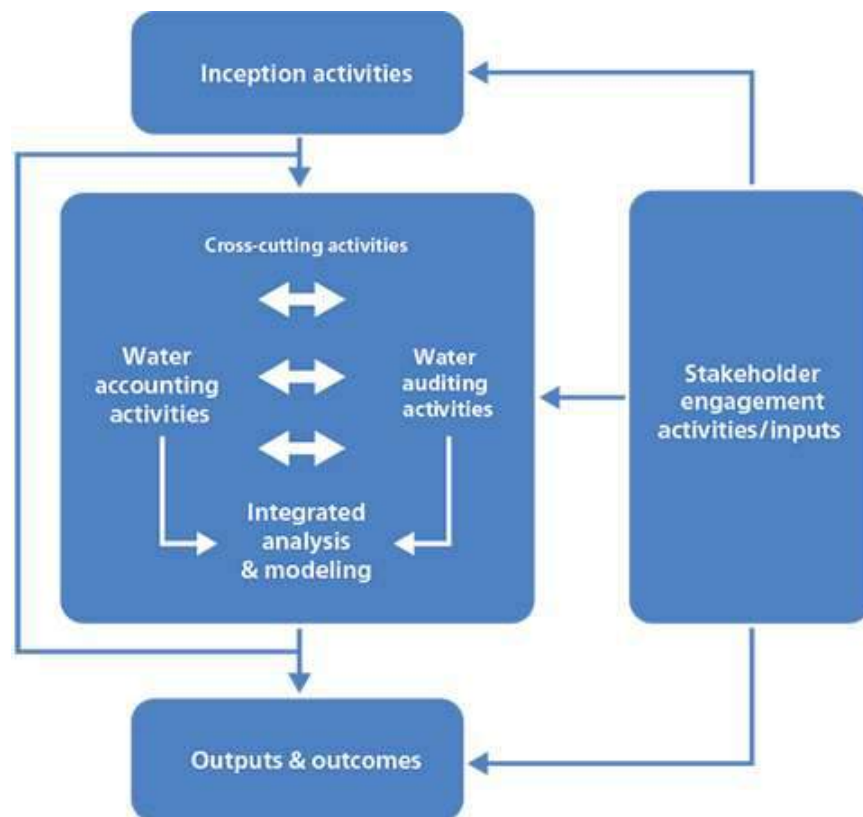 Inception activities
Cross-cutting activities
Water
accounting
activities
Water
auditing
activities
Integrated
analysis
& modeling
Stakeholder
engagement
activities/inputs
Outputs & outcomes